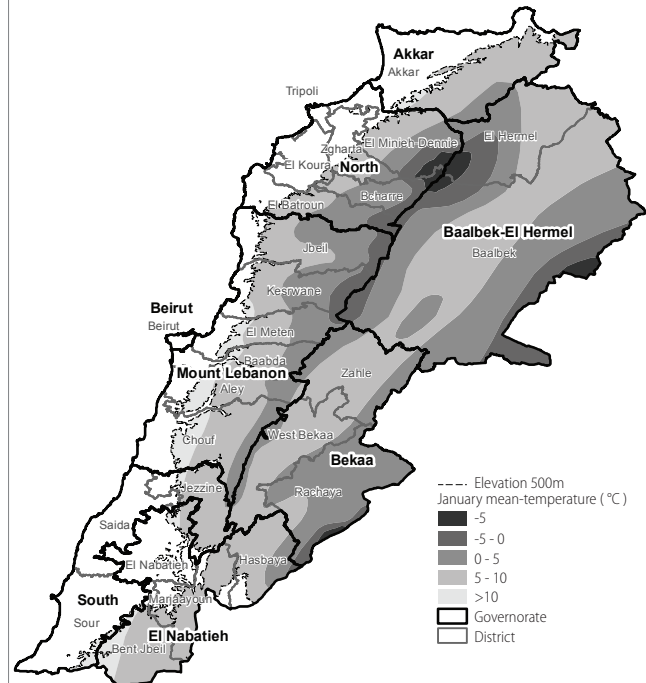 Akkar
Akkar
Tripoli
El Minieh-Dennie
El Hermel
Zgharta
El Koura
North
Bcharre
El Batroun
Baalbek-El Hermel
Baalbek
Jbeil
Kesrwane
Beirut
Beirut
El Meten
Baabda
Mount Lebanon
Zahle
Aley
Chouf
West Bekaa
Bekaa
Jezzine
Rachaya
Saida
Hasbaya
El Nabatieh
Marjaayoun
South
Sour
El Nabatieh
Bent Jbeil
Elevation 500m
January mean-temperature ( °C )
-5
-5 - 0
0 - 5
5 - 10
>10
Governorate
District